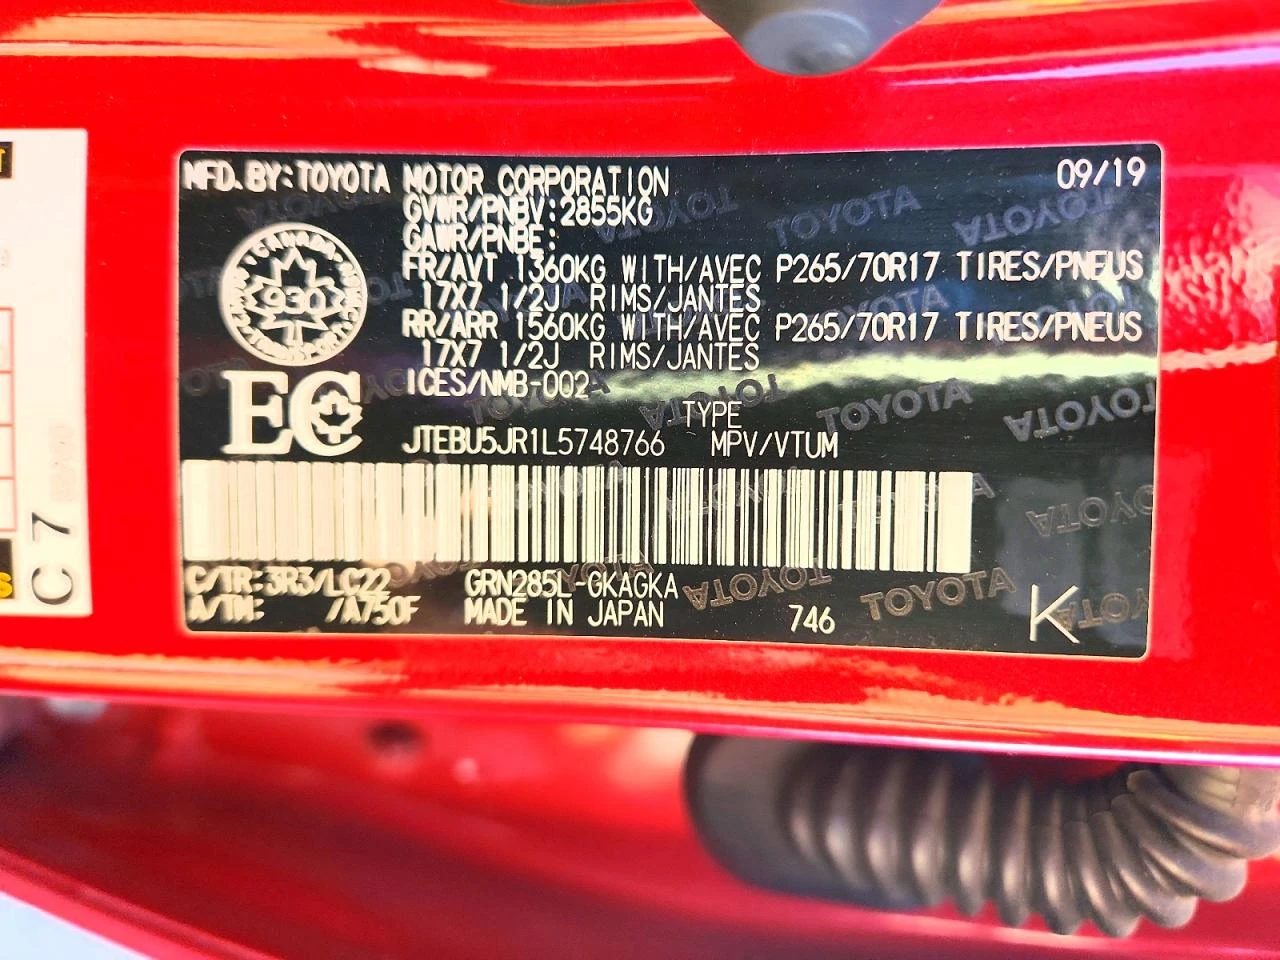 MFD. BY: TOYOTA MOTOR CORPORATION 09/19
GVWR/PNBV: 2855KG
GAWR/PNBE:
FR/AVT 1360KG WITH/AVEC P265/70R17 TIRES/PNEUS
17X7 1/2J RIMS/JANTES
RR/ARR 1560KG WITH/AVEC P265/70R17 TIRES/PNEUS
17X7 1/2J RIMS/JANTES
ICES/NMB-002
CANADA
930
EC
TYPE
JTEBU5JR1L5748766 MPV/VTUM
C/TR: 3R3/LC22 GRN285L-GKAGKA
A/TM: /A750F MADE IN JAPAN 746
K
TOYOTA
C 7